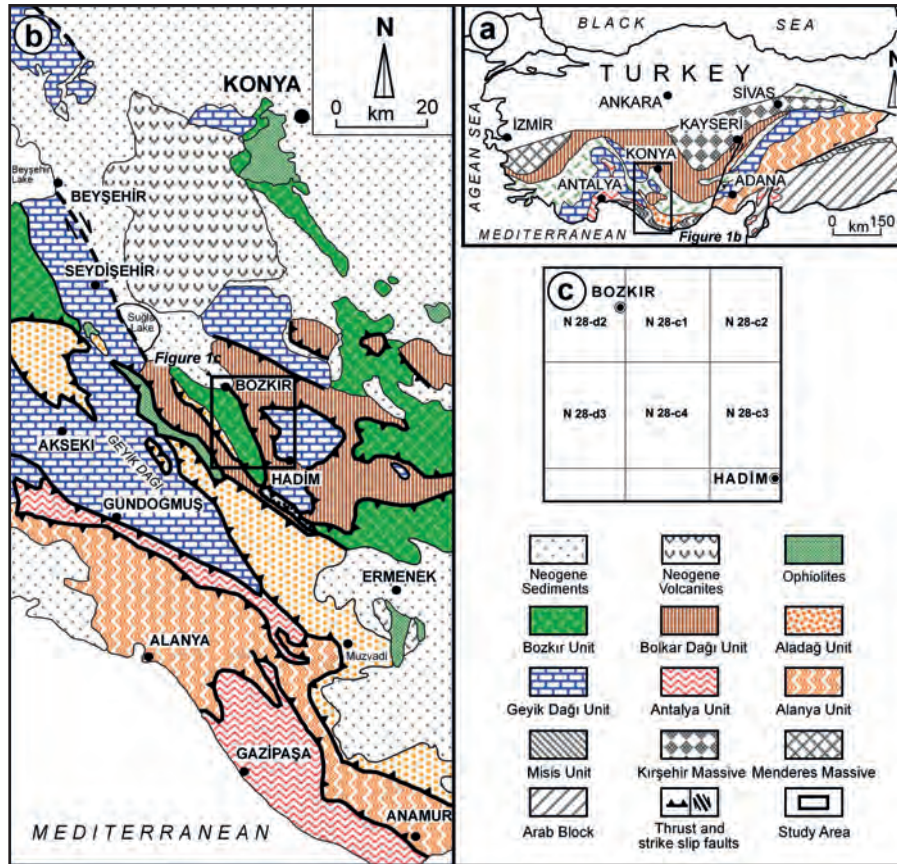 b
N
0 20
km
KONYA
Beyşehir
Lake
BEYŞEHİR
SEYDİŞEHİR
Suğla
Lake
Figure 1c
BOZKIR
AKSEKİ
GEYİK DAĞI
HADİM
GÜNDOĞMUŞ
ERMENEK
ALANYA
Muzvadi
GAZİPAŞA
ANAMUR
MEDITERRANEAN
a
BLACK SEA
N
TURKEY
ANKARA
SİVAS
İZMİR
KAYSERİ
KONYA
AGEAN SEA
ANTALYA
ADANA
MEDITERRANEAN
Figure 1b
0 150
km
c
BOZKIR
N 28-d2 N 28-c1 N 28-c2
N 28-d3 N 28-c4 N 28-c3
HADİM
Neogene
Sediments
Neogene
Volcanites
Ophiolites
Bozkır Unit
Bolkar Dağı Unit
Aladağ Unit
Geyik Dağı Unit
Antalya Unit
Alanya Unit
Misis Unit
Kırşehir Massive
Menderes Massive
Arab Block
Thrust and
strike slip faults
Study Area